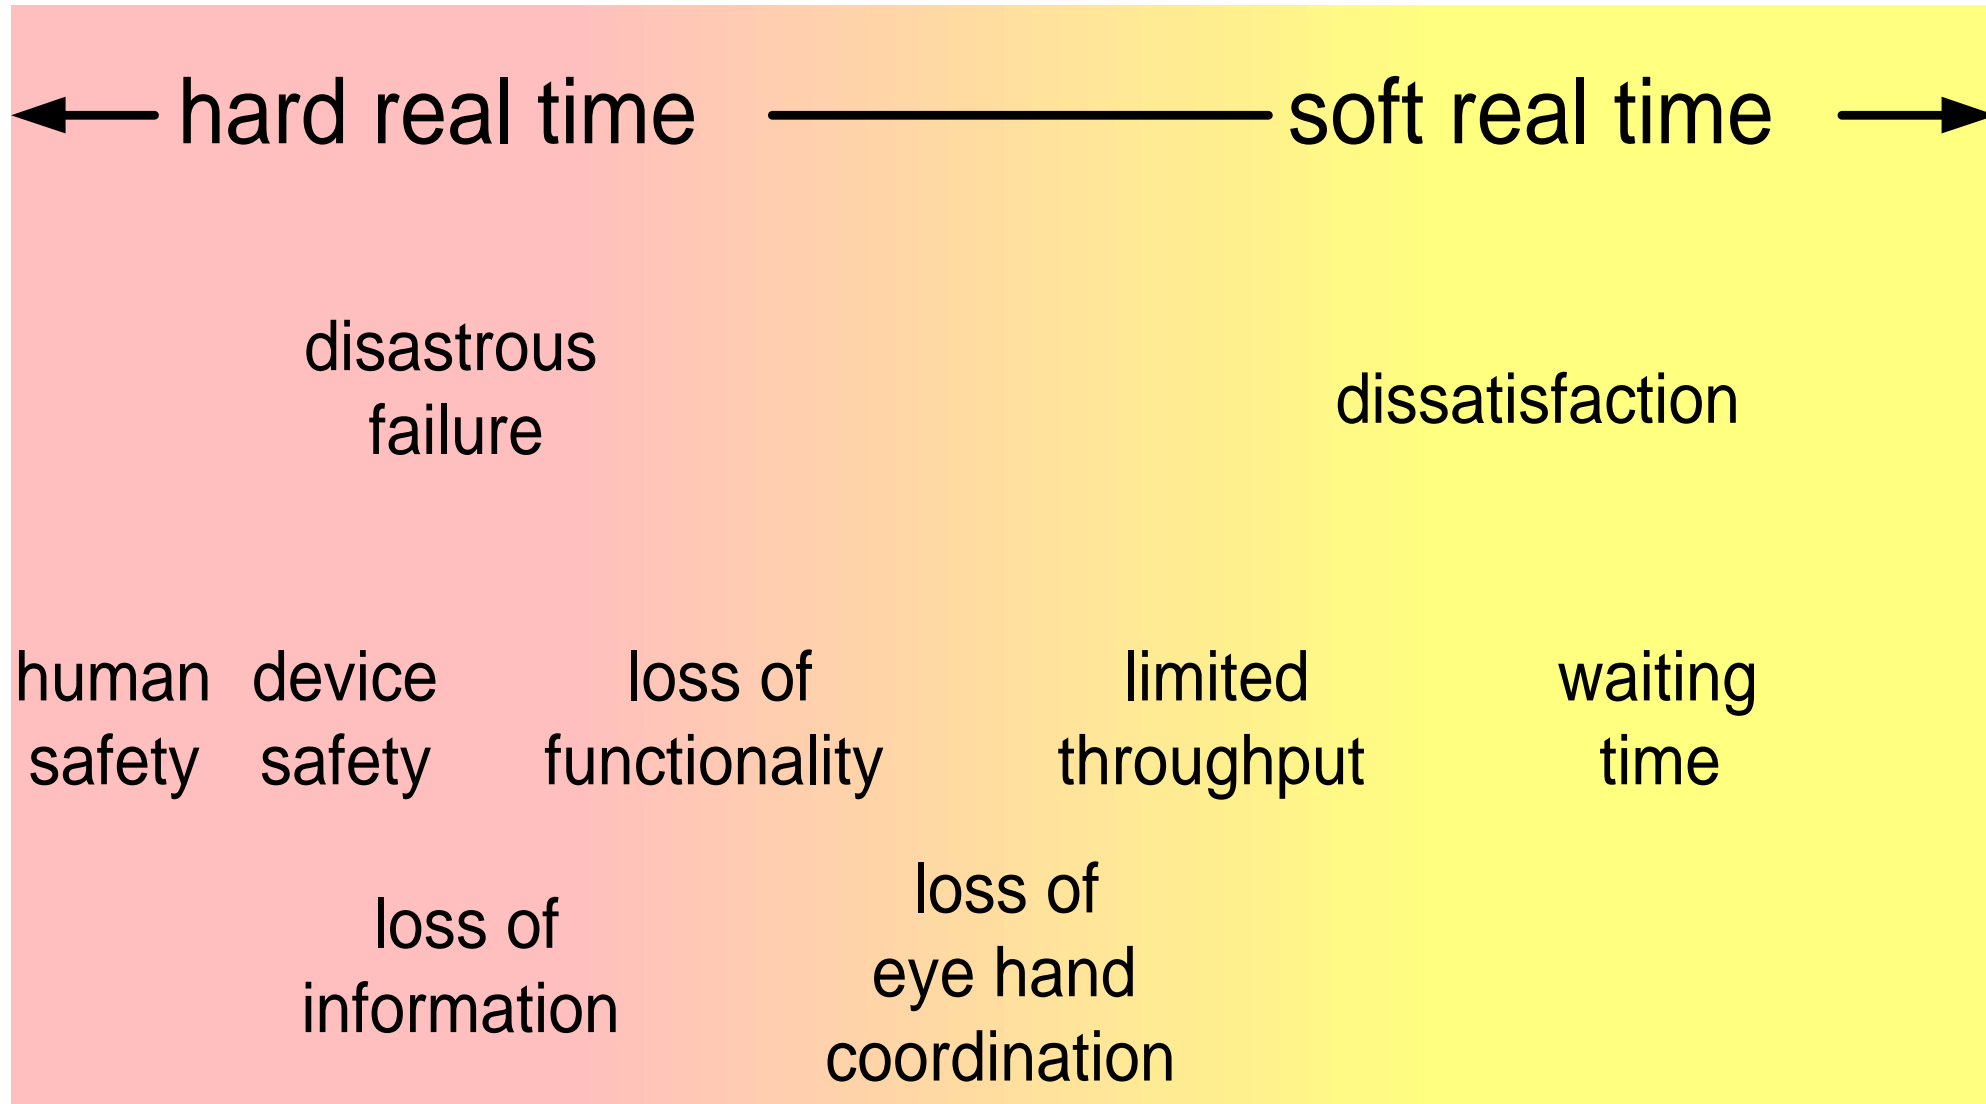 hard real time
soft real time
disastrous
failure
dissatisfaction
human
safety
device
safety
loss of
functionality
limited
throughput
waiting
time
loss of
information
loss of
eye hand
coordination